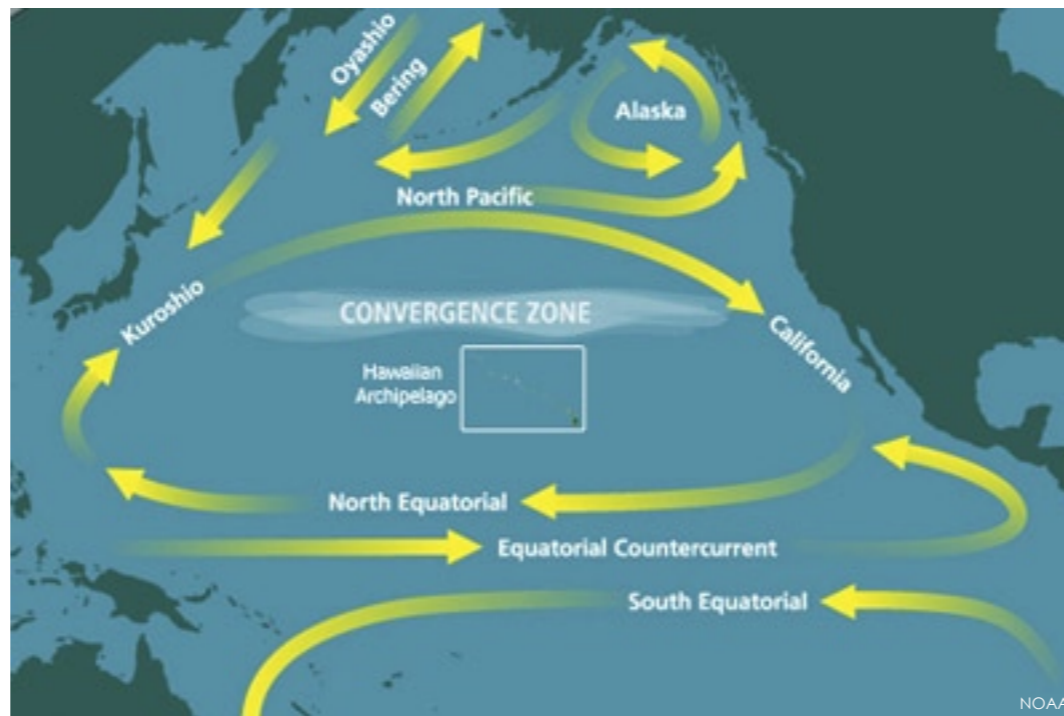 Oyashio
Bering
Alaska
North Pacific
Kuroshio
CONVERGENCE ZONE
California
Hawaiian
Archipelago
North Equatorial
Equatorial Countercurrent
South Equatorial
NOAA